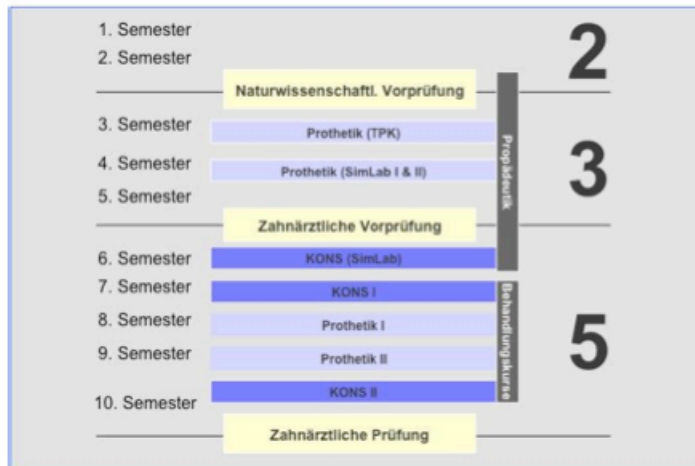 1. Semester
2. Semester
2
Naturwissenschaftl. Vorprüfung
3. Semester
Prothetik (TPK)
4. Semester
Prothetik (SimLab I & II)
5. Semester
Propädeutik
3
Zahnärztliche Vorprüfung
6. Semester
KONS (SimLab)
7. Semester
KONS I
8. Semester
Prothetik I
9. Semester
Prothetik II
10. Semester
KONS II
Behandlungskurse
5
Zahnärztliche Prüfung